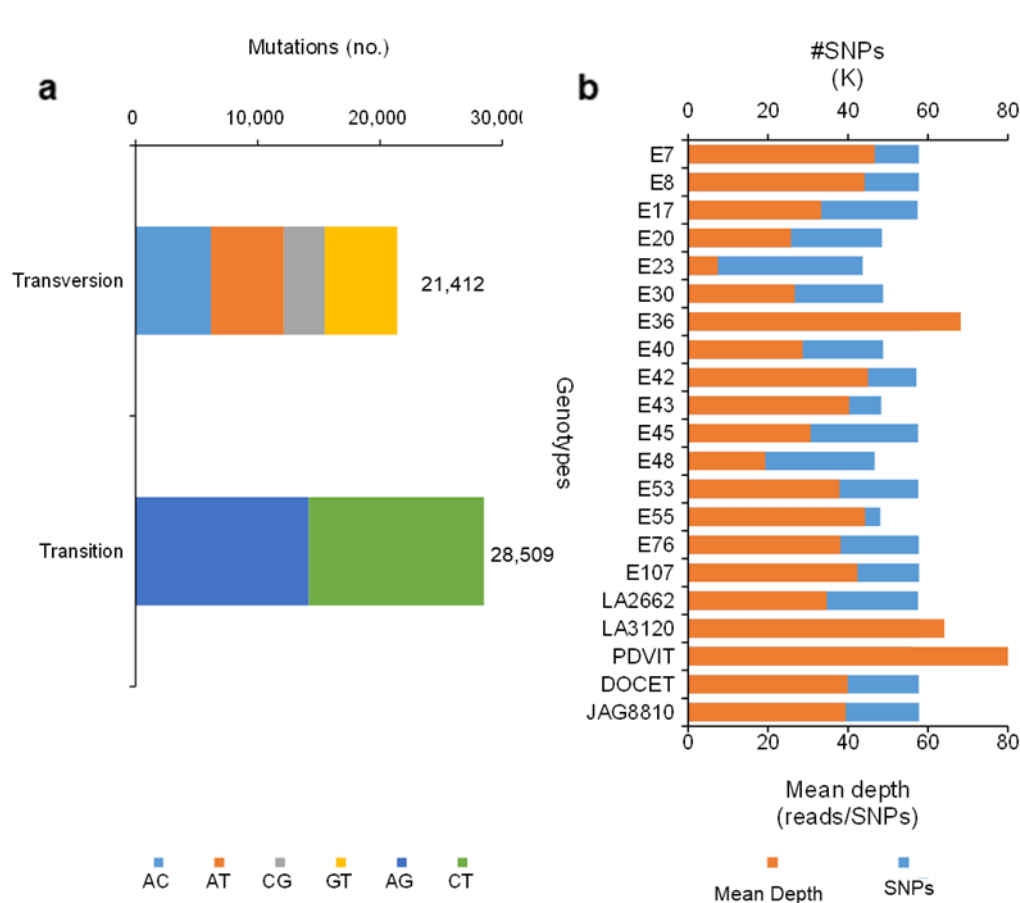 Mutations (no.)
a
0 10,000 20,000 30,000
Transversion
21,412
Transition
28,509
AC AT CG GT AG CT
b
#SNPs
(K)
0 20 40 60 80
Genotypes
E7
E8
E17
E20
E23
E30
E36
E40
E42
E43
E45
E48
E53
E55
E76
E107
LA2662
LA3120
PDVIT
DOCET
JAG8810
0 20 40 60 80
Mean depth
(reads/SNPs)
Mean Depth SNPs